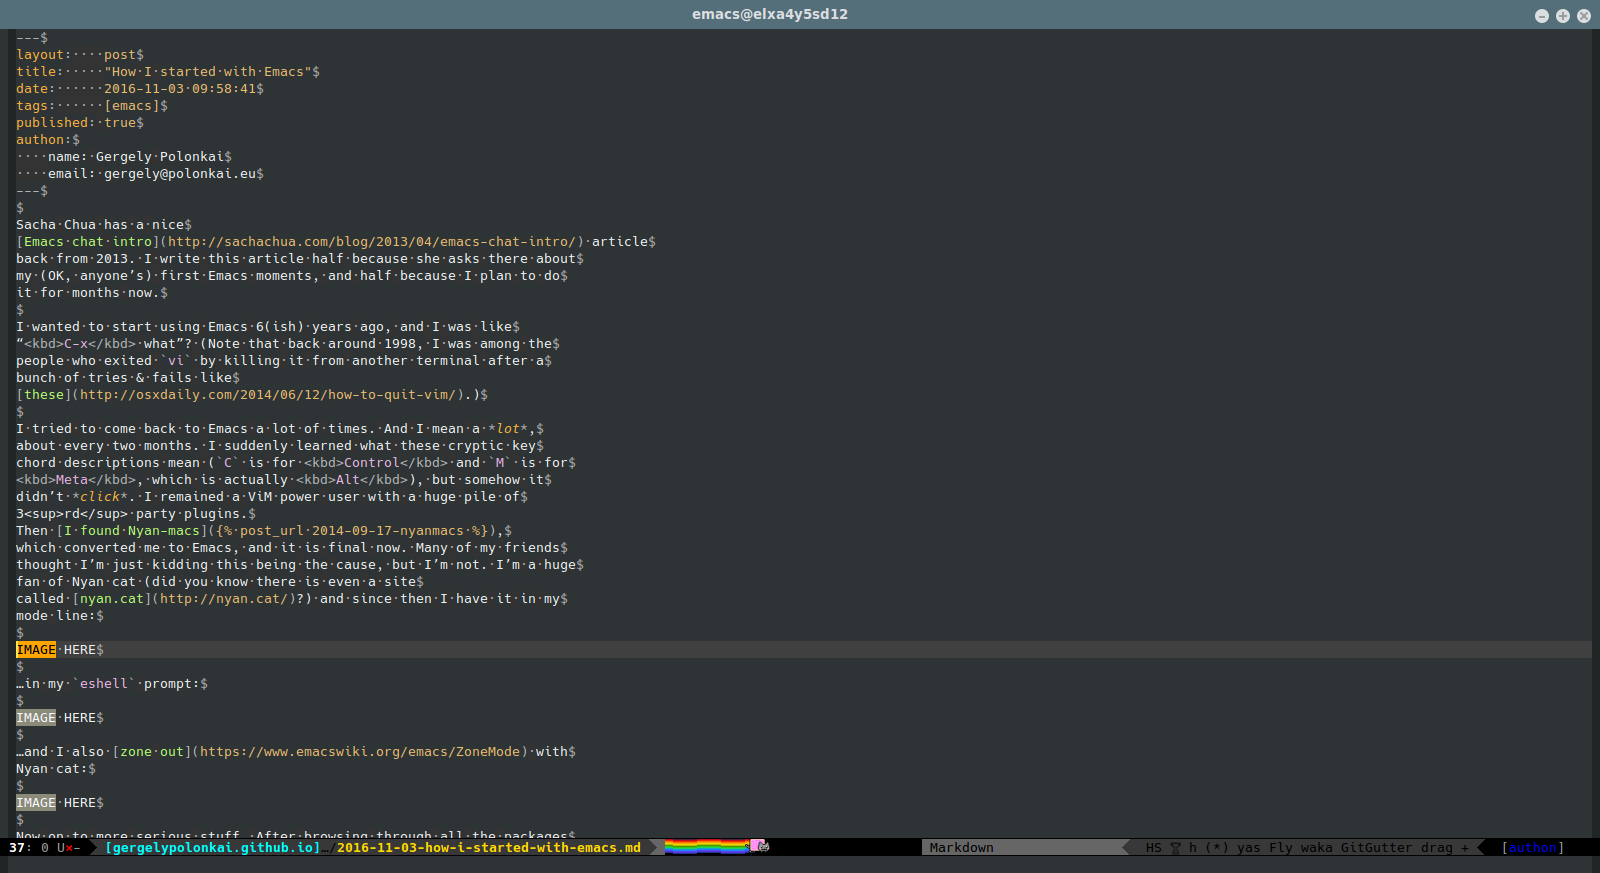 emacs@elxa4y5sd12
---$
layout:····post$
title:·····"How·I·started·with·Emacs"$
date:······2016-11-03·09:58:41$
tags:······[emacs]$
published:·true$
authon:$
····name:·Gergely·Polonkai$
····email:·gergely@polonkai.eu$
---$
$
Sacha·Chua·has·a·nice$
[Emacs·chat·intro](http://sachachua.com/blog/2013/04/emacs-chat-intro/)·article$
back·from·2013.·I·write·this·article·half·because·she·asks·there·about$
my·(OK,·anyone’s)·first·Emacs·moments,·and·half·because·I·plan·to·do$
it·for·months·now.$
$
I·wanted·to·start·using·Emacs·6(ish)·years·ago,·and·I·was·like$
“<kbd>C-x</kbd>·what”?·(Note·that·back·around·1998,·I·was·among·the$
people·who·exited·`vi`·by·killing·it·from·another·terminal·after·a$
bunch·of·tries·&·fails·like$
[these](http://osxdaily.com/2014/06/12/how-to-quit-vim/).)$
$
I·tried·to·come·back·to·Emacs·a·lot·of·times.·And·I·mean·a·*lot*,$
about·every·two·months.·I·suddenly·learned·what·these·cryptic·key$
chord·descriptions·mean·(`C`·is·for·<kbd>Control</kbd>·and·`M`·is·for$
<kbd>Meta</kbd>,·which·is·actually·<kbd>Alt</kbd>),·but·somehow·it$
didn’t·*click*.·I·remained·a·ViM·power·user·with·a·huge·pile·of$
3<sup>rd</sup>·party·plugins.$
Then·[I·found·Nyan-macs]({%·post_url·2014-09-17-nyanmacs·%}),$
which·converted·me·to·Emacs,·and·it·is·final·now.·Many·of·my·friends$
thought·I’m·just·kidding·this·being·the·cause,·but·I’m·not.·I’m·a·huge$
fan·of·Nyan·cat·(did·you·know·there·is·even·a·site$
called·[nyan.cat](http://nyan.cat/)?)·and·since·then·I·have·it·in·my$
mode·line:$
$
IMAGE·HERE$
$
…in·my·`eshell`·prompt:$
$
IMAGE·HERE$
$
…and·I·also·[zone·out](https://www.emacswiki.org/emacs/ZoneMode)·with$
Nyan·cat:$
$
IMAGE·HERE$
$
Now·on·to·more·serious·stuff.·After·browsing·through·all·the·packages$
37: 0 U×- [gergelypolonkai.github.io]…/2016-11-03-how-i-started-with-emacs.md Markdown HS h (*) yas Fly waka GitGutter drag + [authon]